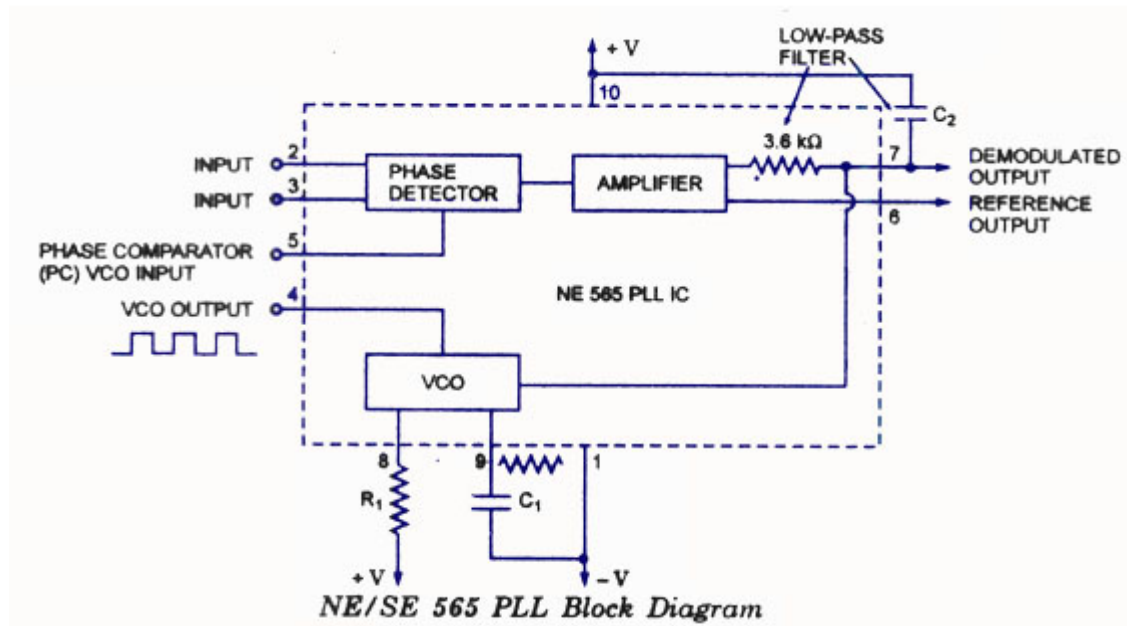 LOW-PASS
FILTER
+ V
10
C2
3.6 kΩ
7
DEMODULATED
OUTPUT
6
REFERENCE
OUTPUT
INPUT
2
INPUT
3
PHASE
DETECTOR
AMPLIFIER
5
PHASE COMPARATOR
(PC) VCO INPUT
4
VCO OUTPUT
NE 565 PLL IC
VCO
8
9
1
R1
C1
+ V
– V
NE/SE 565 PLL Block Diagram